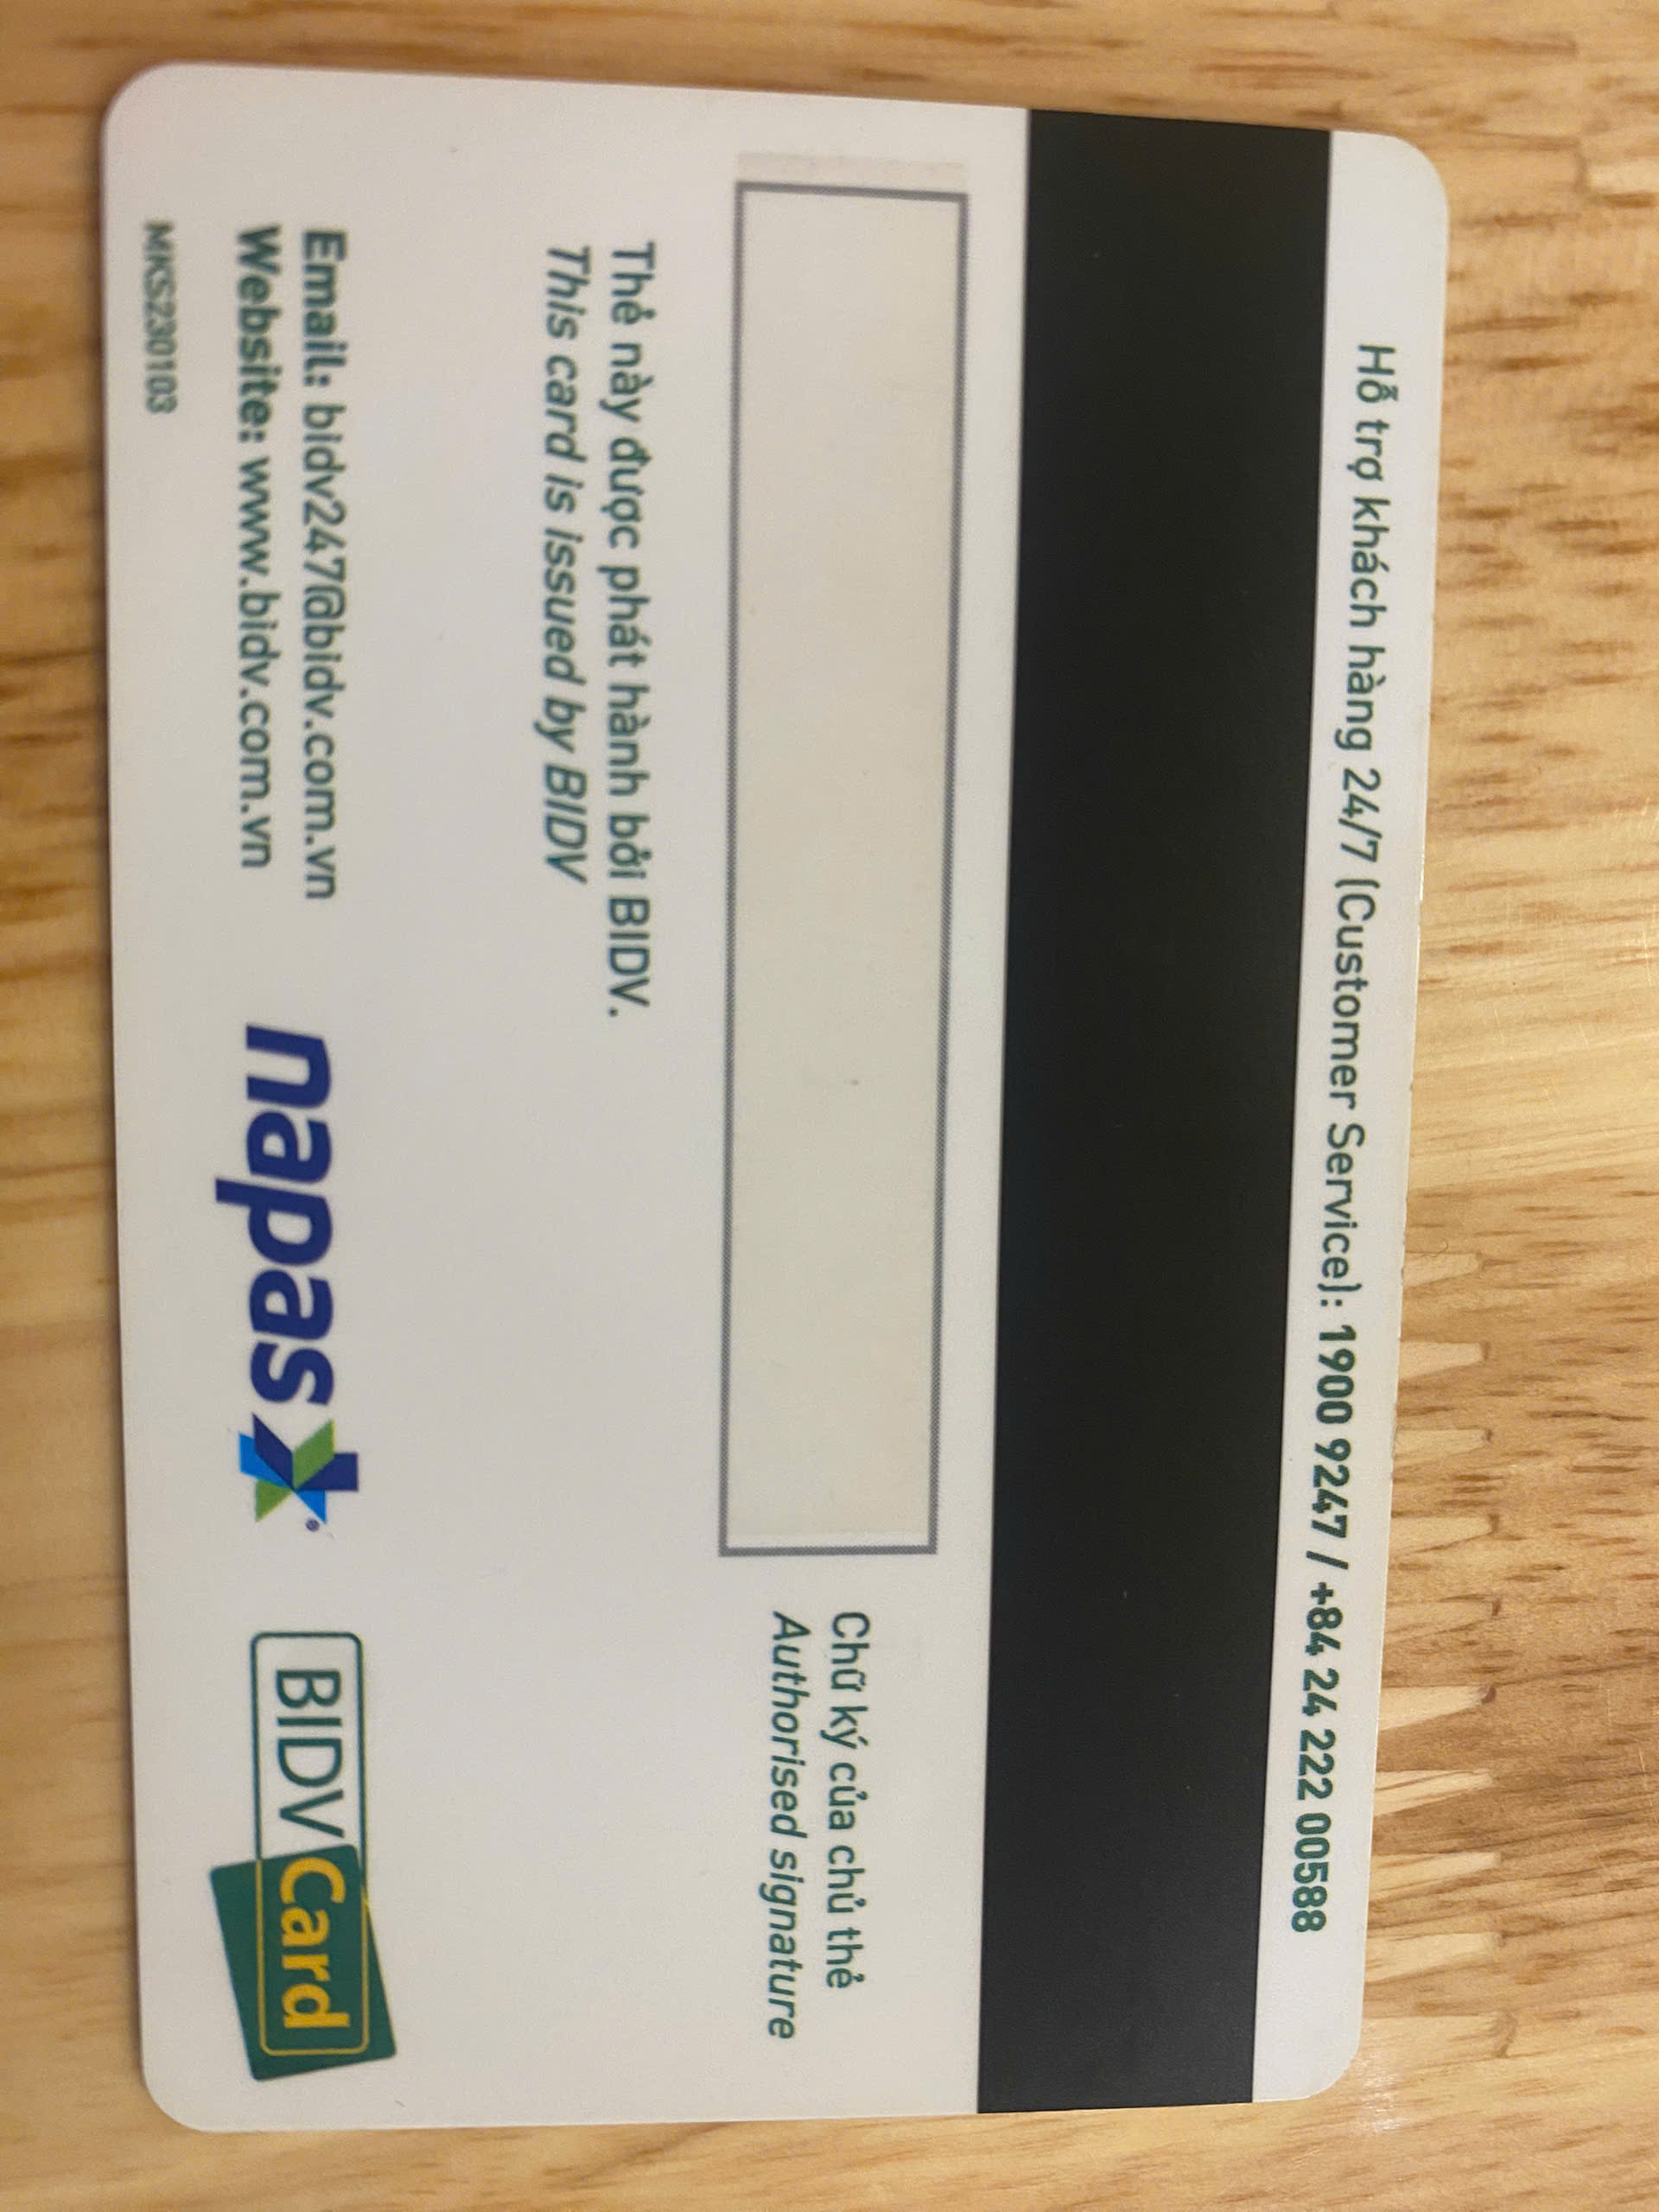 Hỗ trợ khách hàng 24/7 (Customer Service): 1900 9247 / +84 24 222 00588
Chữ ký của chủ thẻ
Authorised signature
Thẻ này được phát hành bởi BIDV.
This card is issued by BIDV
Email: bidv247@bidv.com.vn
Website: www.bidv.com.vn
napas
BIDV Card
MKS230103